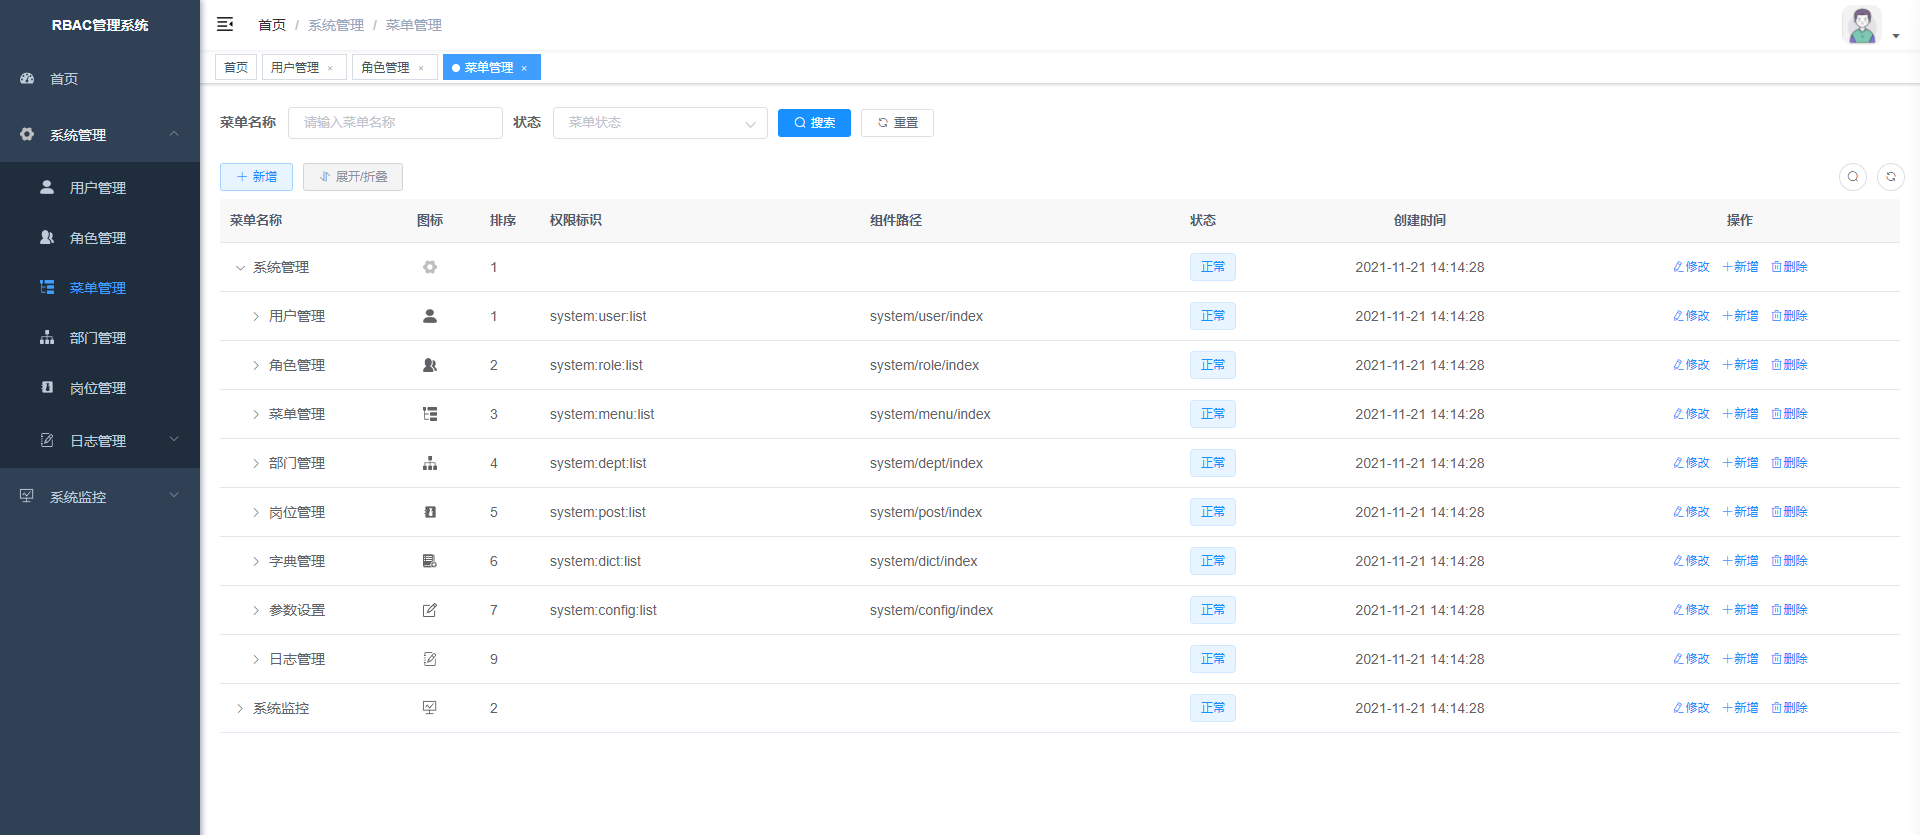 RBAC管理系统
首页
系统管理
用户管理
角色管理
菜单管理
部门管理
岗位管理
日志管理
系统监控
首页 / 系统管理 / 菜单管理
首页 用户管理 × 角色管理 × 菜单管理 ×
菜单名称 请输入菜单名称 状态 菜单状态 搜索 重置
新增 展开/折叠
菜单名称 图标 排序 权限标识 组件路径 状态 创建时间 操作
系统管理 1 正常 2021-11-21 14:14:28 修改 新增 删除
用户管理 1 system:user:list system/user/index 正常 2021-11-21 14:14:28 修改 新增 删除
角色管理 2 system:role:list system/role/index 正常 2021-11-21 14:14:28 修改 新增 删除
菜单管理 3 system:menu:list system/menu/index 正常 2021-11-21 14:14:28 修改 新增 删除
部门管理 4 system:dept:list system/dept/index 正常 2021-11-21 14:14:28 修改 新增 删除
岗位管理 5 system:post:list system/post/index 正常 2021-11-21 14:14:28 修改 新增 删除
字典管理 6 system:dict:list system/dict/index 正常 2021-11-21 14:14:28 修改 新增 删除
参数设置 7 system:config:list system/config/index 正常 2021-11-21 14:14:28 修改 新增 删除
日志管理 9 正常 2021-11-21 14:14:28 修改 新增 删除
系统监控 2 正常 2021-11-21 14:14:28 修改 新增 删除